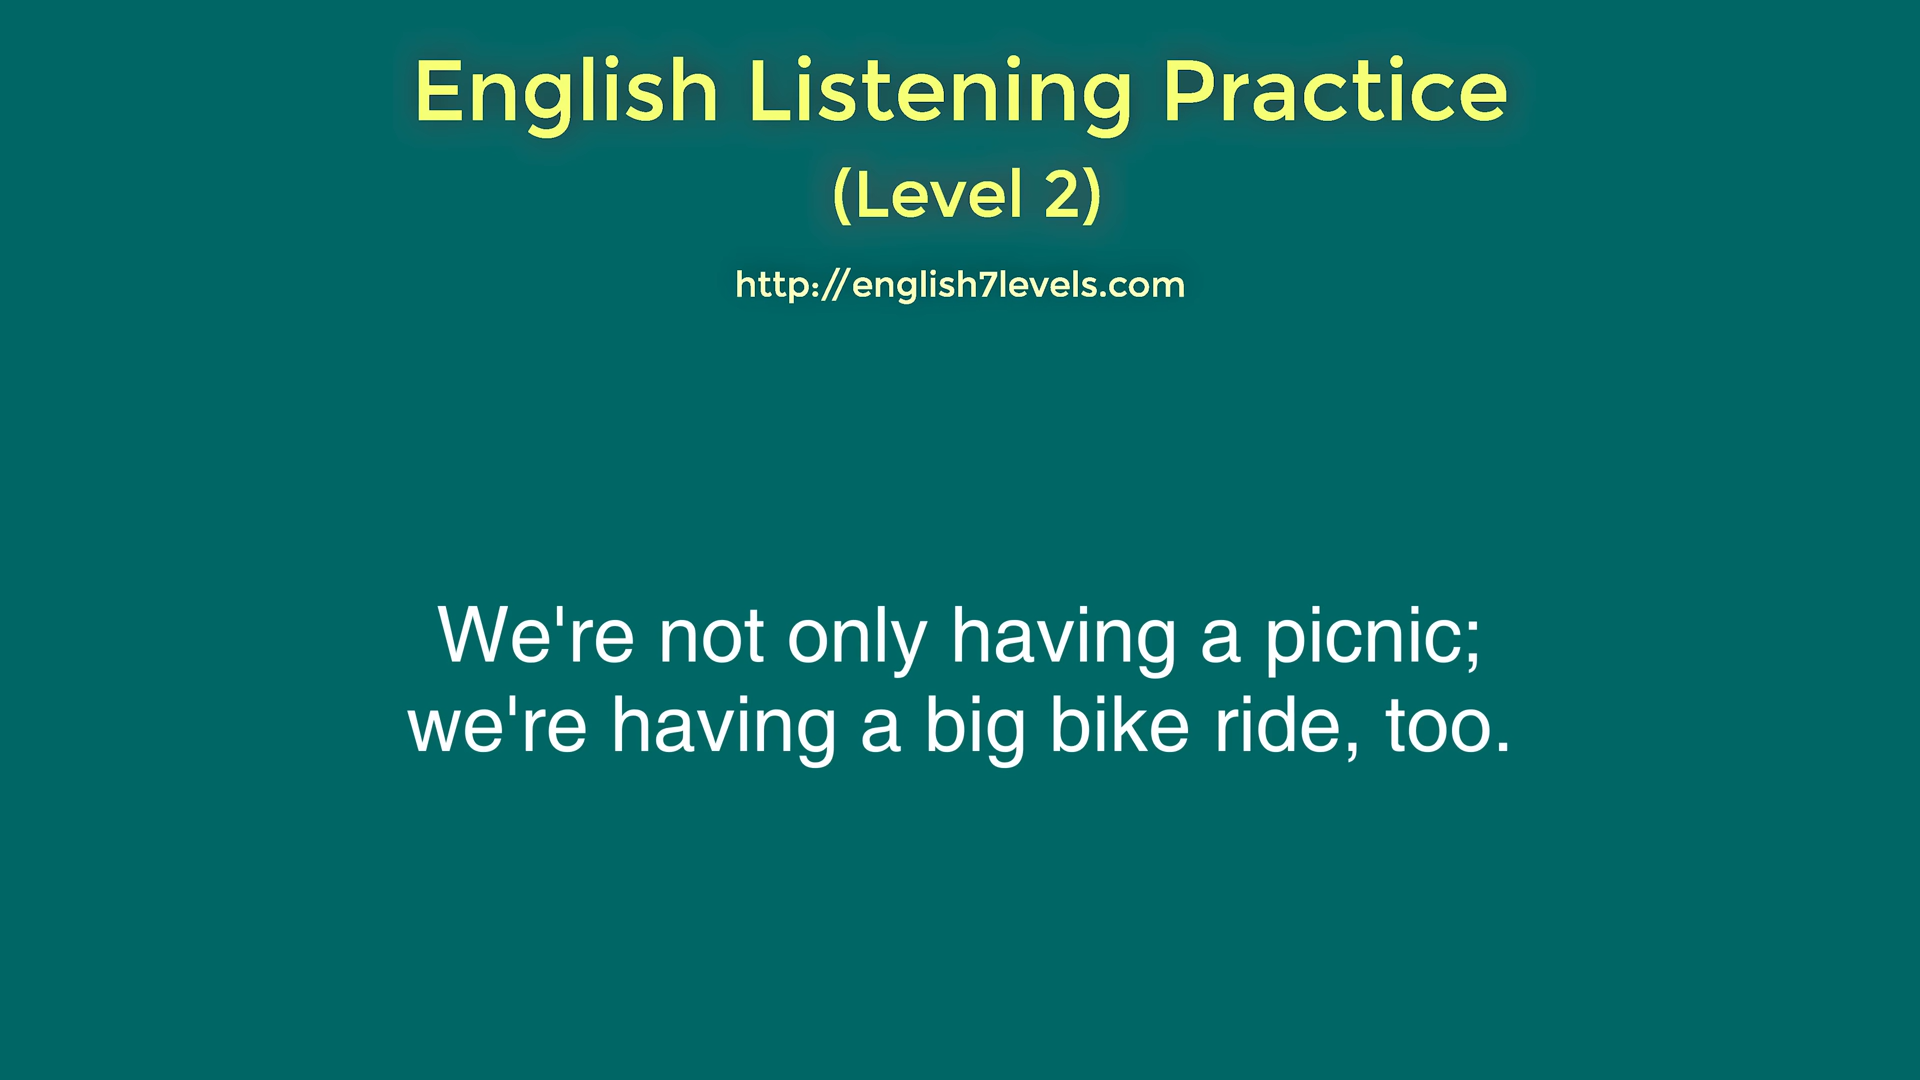 English Listening Practice
(Level 2)
http://english7levels.com
We're not only having a picnic;
we're having a big bike ride, too.